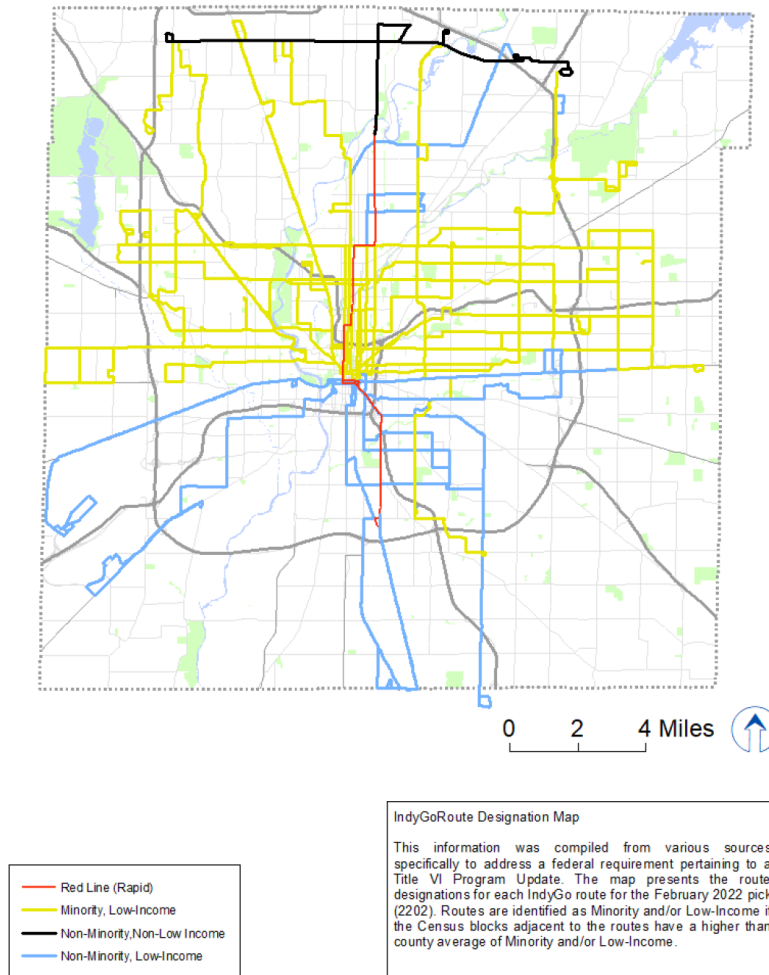 0 2 4 Miles
IndyGoRoute Designation Map
This information was compiled from various sources
specifically to address a federal requirement pertaining to a
Title VI Program Update. The map presents the route
designations for each IndyGo route for the February 2022 pick
(2202). Routes are identified as Minority and/or Low-Income if
the Census blocks adjacent to the routes have a higher than
county average of Minority and/or Low-Income.
Red Line (Rapid)
Minority, Low-Income
Non-Minority,Non-Low Income
Non-Minority, Low-Income